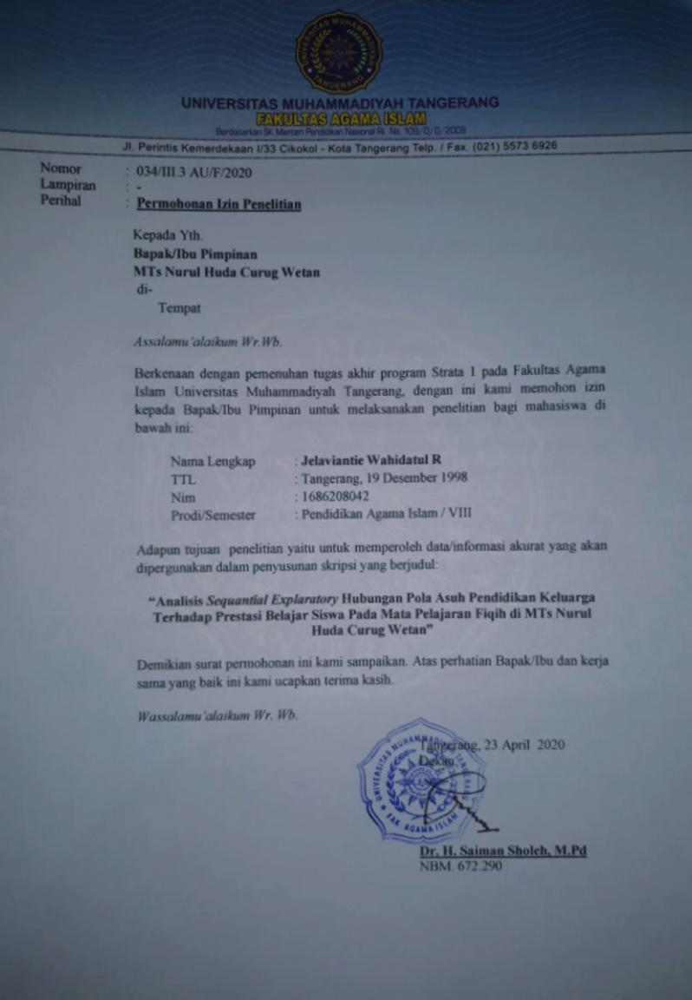 UNIVERSITAS MUHAMMADIYAH
TANGERANG
UNIVERSITAS MUHAMMADIYAH TANGERANG
FAKULTAS AGAMA ISLAM
Berdasarkan SK Menteri Pendidikan Nasional RI. No. 109/D/O/2009
Jl. Perintis Kemerdekaan I/33 Cikokol - Kota Tangerang Telp. / Fax. (021) 5573 6926
Nomor : 034/III.3 AU/F/2020
Lampiran : -
Perihal : Permohonan Izin Penelitian
Kepada Yth.
Bapak/Ibu Pimpinan
MTs Nurul Huda Curug Wetan
di-
Tempat
Assalamu'alaikum Wr.Wb.
Berkenaan dengan pemenuhan tugas akhir program Strata 1 pada Fakultas Agama
Islam Universitas Muhammadiyah Tangerang, dengan ini kami memohon izin
kepada Bapak/Ibu Pimpinan untuk melaksanakan penelitian bagi mahasiswa di
bawah ini:
Nama Lengkap : Jelaviantie Wahidatul R
TTL : Tangerang, 19 Desember 1998
Nim : 1686208042
Prodi/Semester : Pendidikan Agama Islam / VIII
Adapun tujuan penelitian yaitu untuk memperoleh data/informasi akurat yang akan
dipergunakan dalam penyusunan skripsi yang berjudul:
“Analisis Sequantial Explaratory Hubungan Pola Asuh Pendidikan Keluarga
Terhadap Prestasi Belajar Siswa Pada Mata Pelajaran Fiqih di MTs Nurul
Huda Curug Wetan”
Demikian surat permohonan ini kami sampaikan. Atas perhatian Bapak/Ibu dan kerja
sama yang baik ini kami ucapkan terima kasih.
Wassalamu'alaikum Wr. Wb.
Tangerang, 23 April 2020
Dekan,
UNIVERSITAS MUHAMMADIYAH TANGERANG
FAK. AGAMA ISLAM
Dr. H. Saiman Sholeh, M.Pd
NBM. 672.290